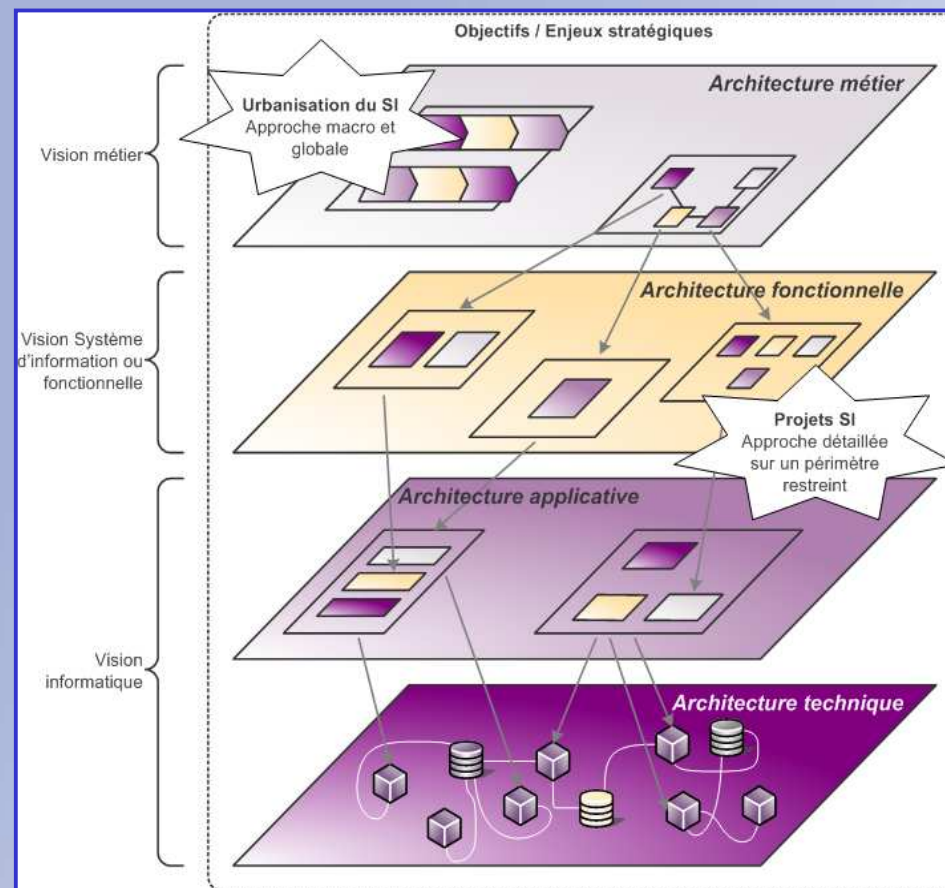 Objectifs / Enjeux stratégiques
Architecture métier
Urbanisation du SI
Approche macro et
globale
Vision métier
Architecture fonctionnelle
Vision Système
d'information ou
fonctionnelle
Projets SI
Approche détaillée
sur un périmètre
restreint
Architecture applicative
Vision
informatique
Architecture technique